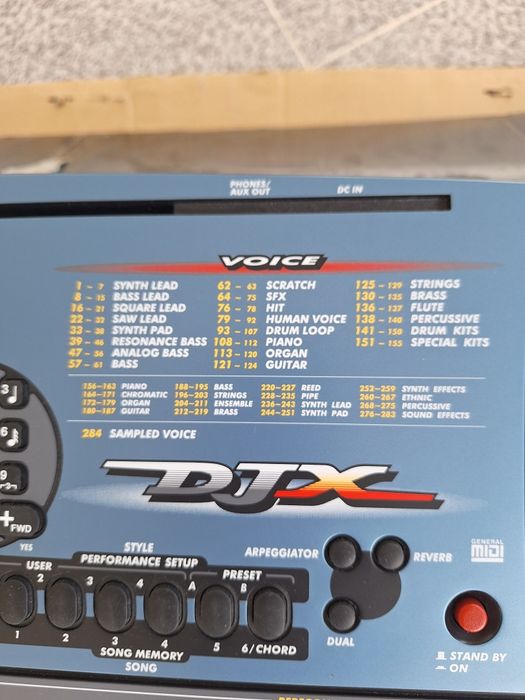 PHONES/ DC IN
AUX OUT
VOICE
1 – 7 SYNTH LEAD 62 – 63 SCRATCH 125 – 129 STRINGS
8 – 15 BASS LEAD 64 – 75 SFX 130 – 135 BRASS
16 – 21 SQUARE LEAD 76 – 78 HIT 136 – 137 FLUTE
22 – 32 SAW LEAD 79 – 92 HUMAN VOICE 138 – 140 PERCUSSIVE
33 – 38 SYNTH PAD 93 – 107 DRUM LOOP 141 – 150 DRUM KITS
39 – 46 RESONANCE BASS 108 – 112 PIANO 151 – 155 SPECIAL KITS
47 – 56 ANALOG BASS 113 – 120 ORGAN
57 – 61 BASS 121 – 124 GUITAR
156–163 PIANO 188–195 BASS 220–227 REED 252–259 SYNTH EFFECTS
164–171 CHROMATIC 196–203 STRINGS 228–235 PIPE 260–267 ETHNIC
172–179 ORGAN 204–211 ENSEMBLE 236–243 SYNTH LEAD 268–275 PERCUSSIVE
180–187 GUITAR 212–219 BRASS 244–251 SYNTH PAD 276–283 SOUND EFFECTS
284 SAMPLED VOICE
3
6
9
DJX
+ FWD
YES
STYLE
PERFORMANCE SETUP
USER PRESET
2 3 4 A B
1 2 3 4 5 6/CHORD
SONG MEMORY
SONG
ARPEGGIATOR REVERB
DUAL
GENERAL
MIDI
STAND BY
ON